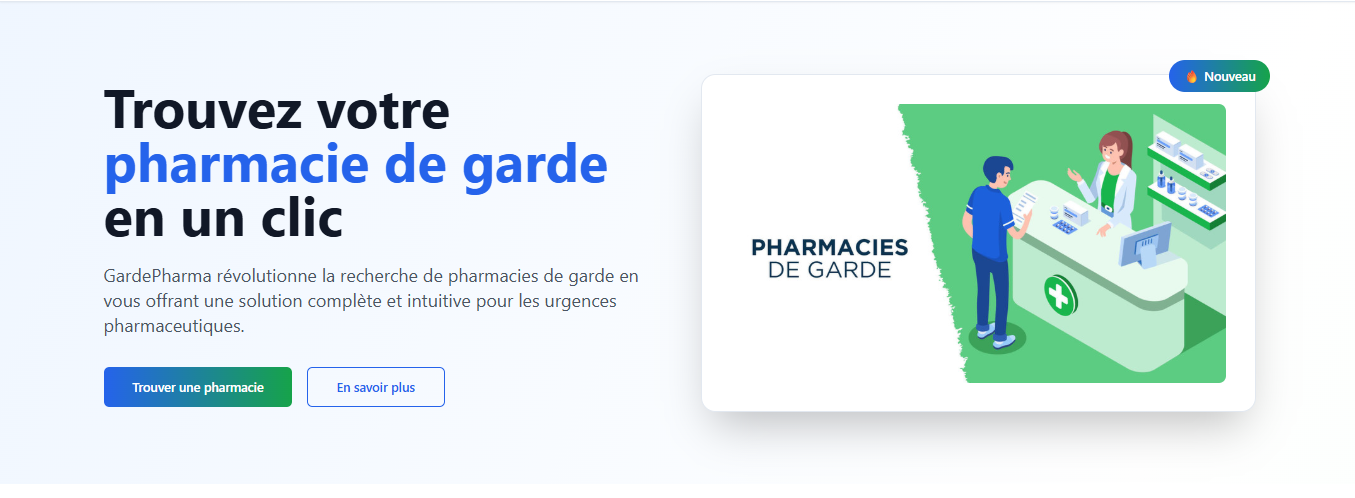 Trouvez votre
pharmacie de garde
en un clic
GardePharma révolutionne la recherche de pharmacies de garde en
vous offrant une solution complète et intuitive pour les urgences
pharmaceutiques.
Trouver une pharmacie
En savoir plus
🔥 Nouveau
PHARMACIES
DE GARDE